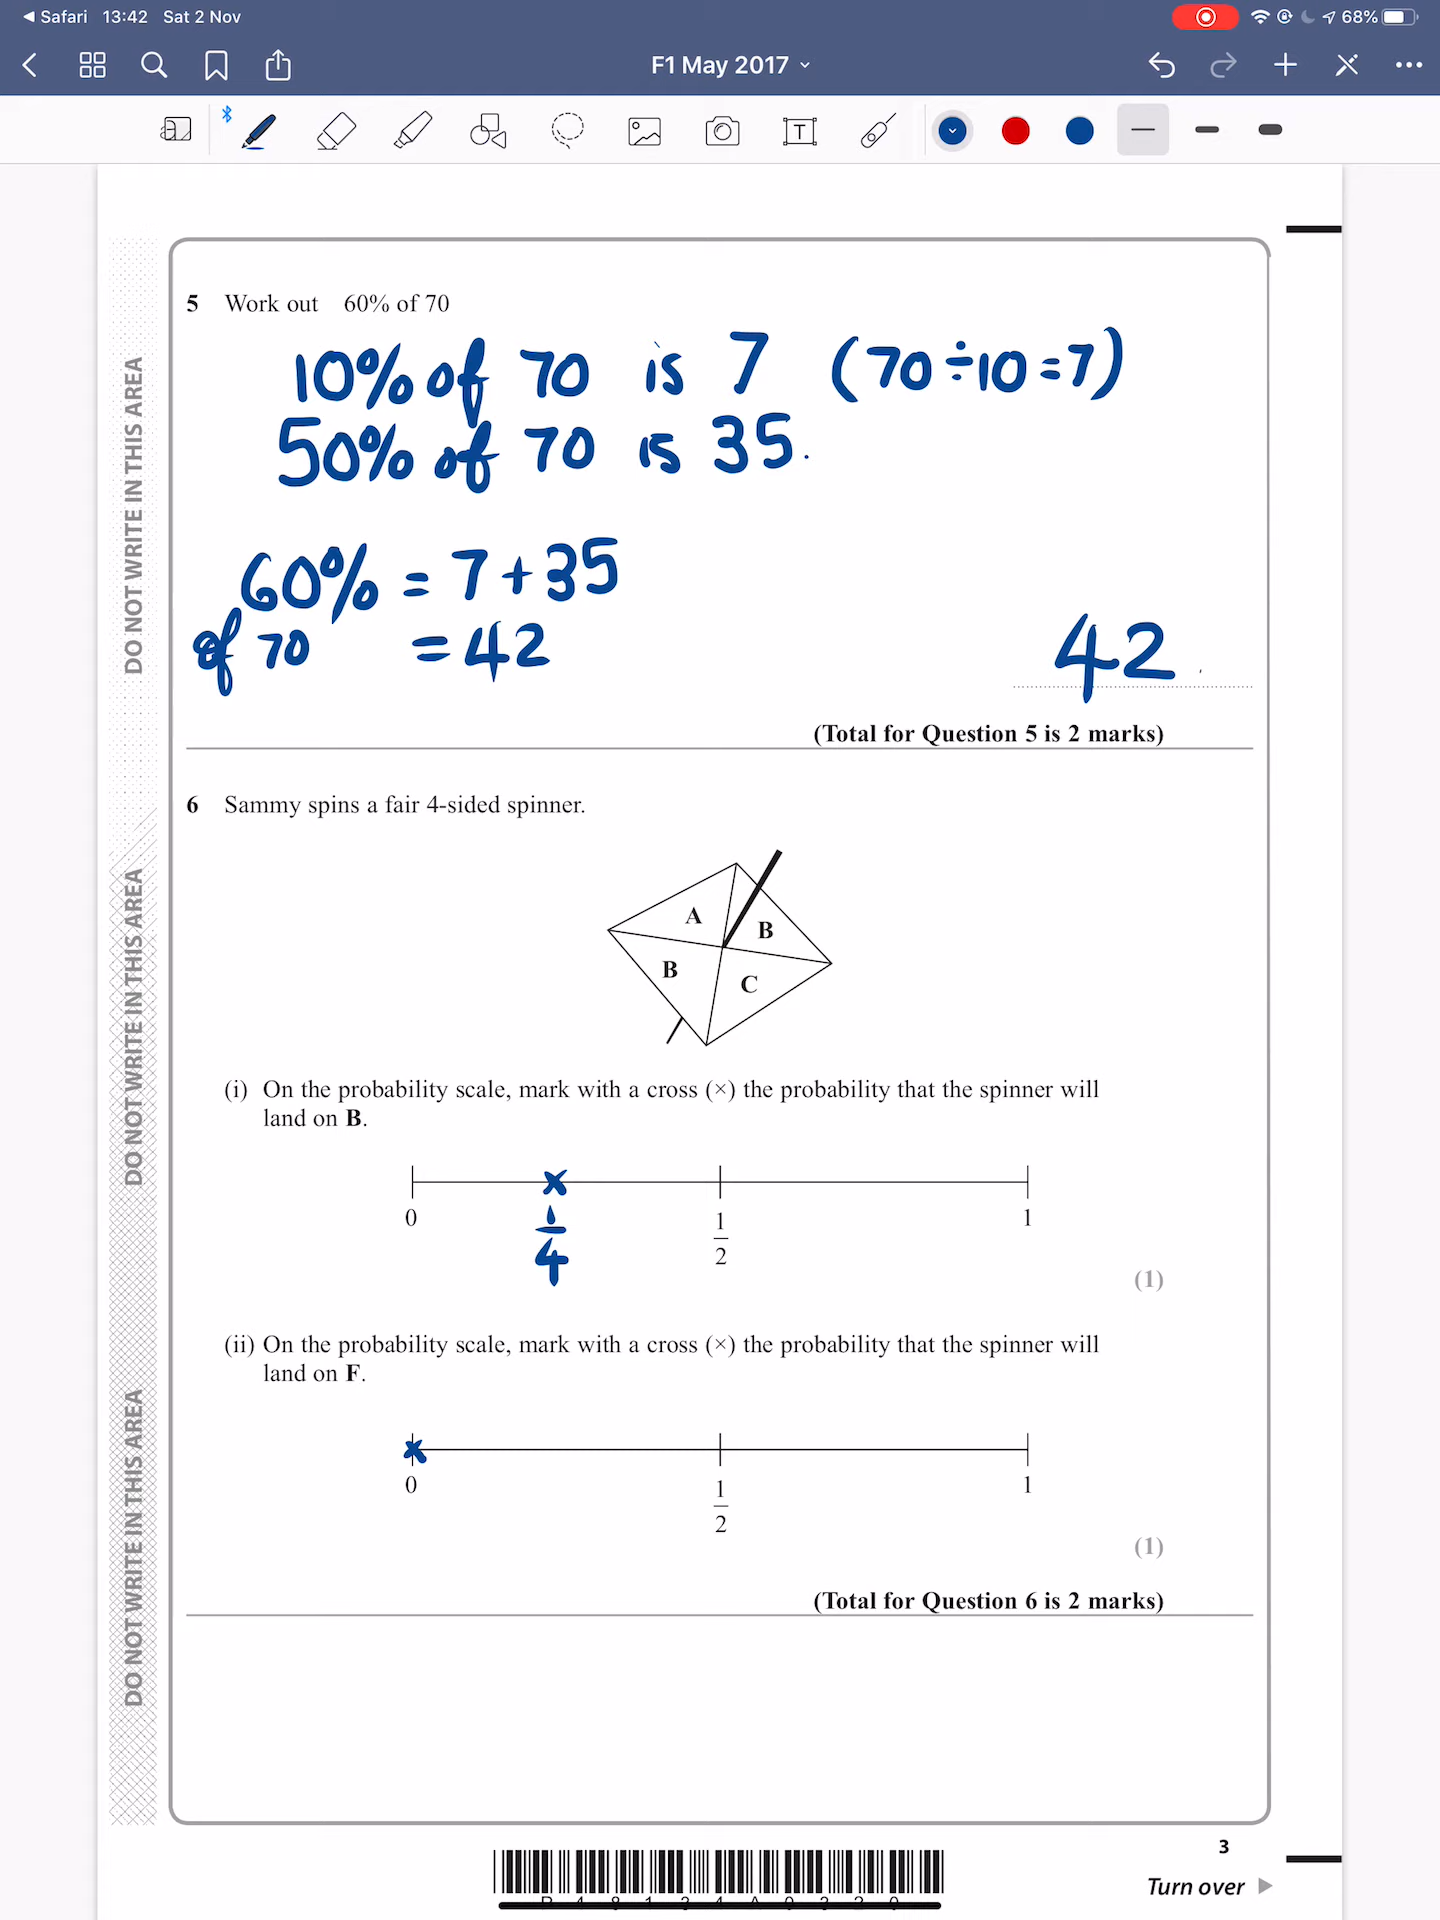 Safari 13:42 Sat 2 Nov 68%
F1 May 2017
5 Work out 60% of 70
10% of 70 is 7 (70÷10=7)
50% of 70 is 35.
60% = 7+35
of 70 = 42
42
(Total for Question 5 is 2 marks)
6 Sammy spins a fair 4-sided spinner.
A
B
B
C
(i) On the probability scale, mark with a cross (×) the probability that the spinner will
land on B.
×
0 1/4 1/2 1
(1)
(ii) On the probability scale, mark with a cross (×) the probability that the spinner will
land on F.
×
0 1/2 1
(1)
(Total for Question 6 is 2 marks)
DO NOT WRITE IN THIS AREA
DO NOT WRITE IN THIS AREA
DO NOT WRITE IN THIS AREA
3
Turn over